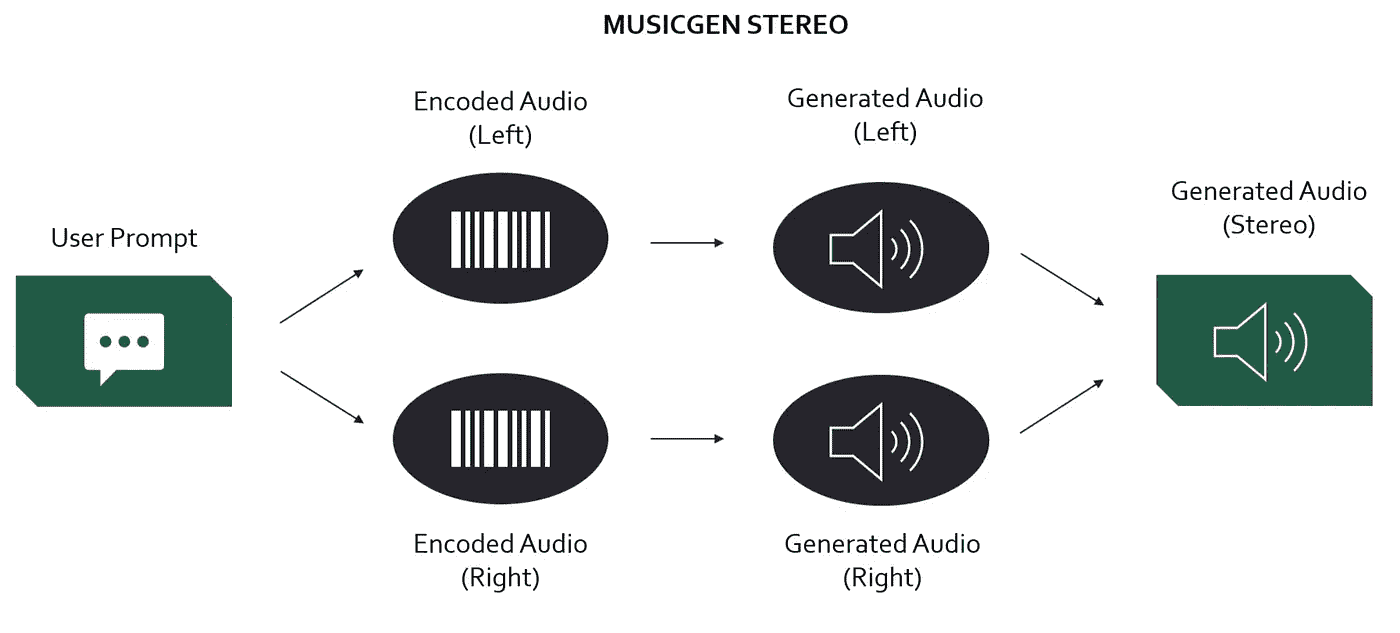 MUSICGEN STEREO
User Prompt
Encoded Audio
(Left)
Generated Audio
(Left)
Encoded Audio
(Right)
Generated Audio
(Right)
Generated Audio
(Stereo)